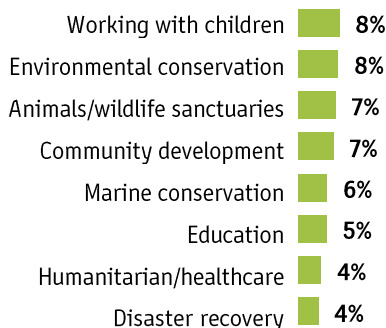 Working with children 8%
Environmental conservation 8%
Animals/wildlife sanctuaries 7%
Community development 7%
Marine conservation 6%
Education 5%
Humanitarian/healthcare 4%
Disaster recovery 4%